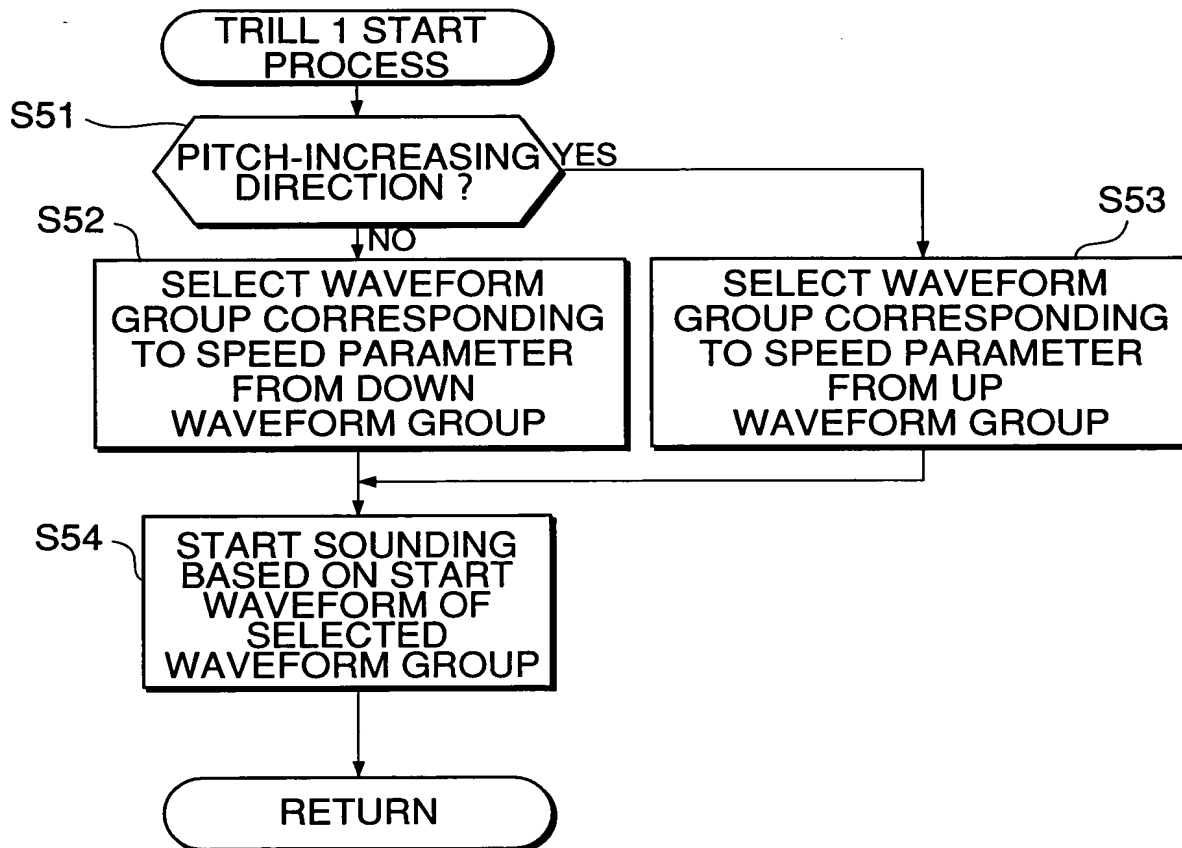 TRILL 1 START
PROCESS
S51
PITCH-INCREASING
DIRECTION ?
YES
NO
S52
SELECT WAVEFORM
GROUP CORRESPONDING
TO SPEED PARAMETER
FROM DOWN
WAVEFORM GROUP
S53
SELECT WAVEFORM
GROUP CORRESPONDING
TO SPEED PARAMETER
FROM UP
WAVEFORM GROUP
S54
START SOUNDING
BASED ON START
WAVEFORM OF
SELECTED
WAVEFORM GROUP
RETURN